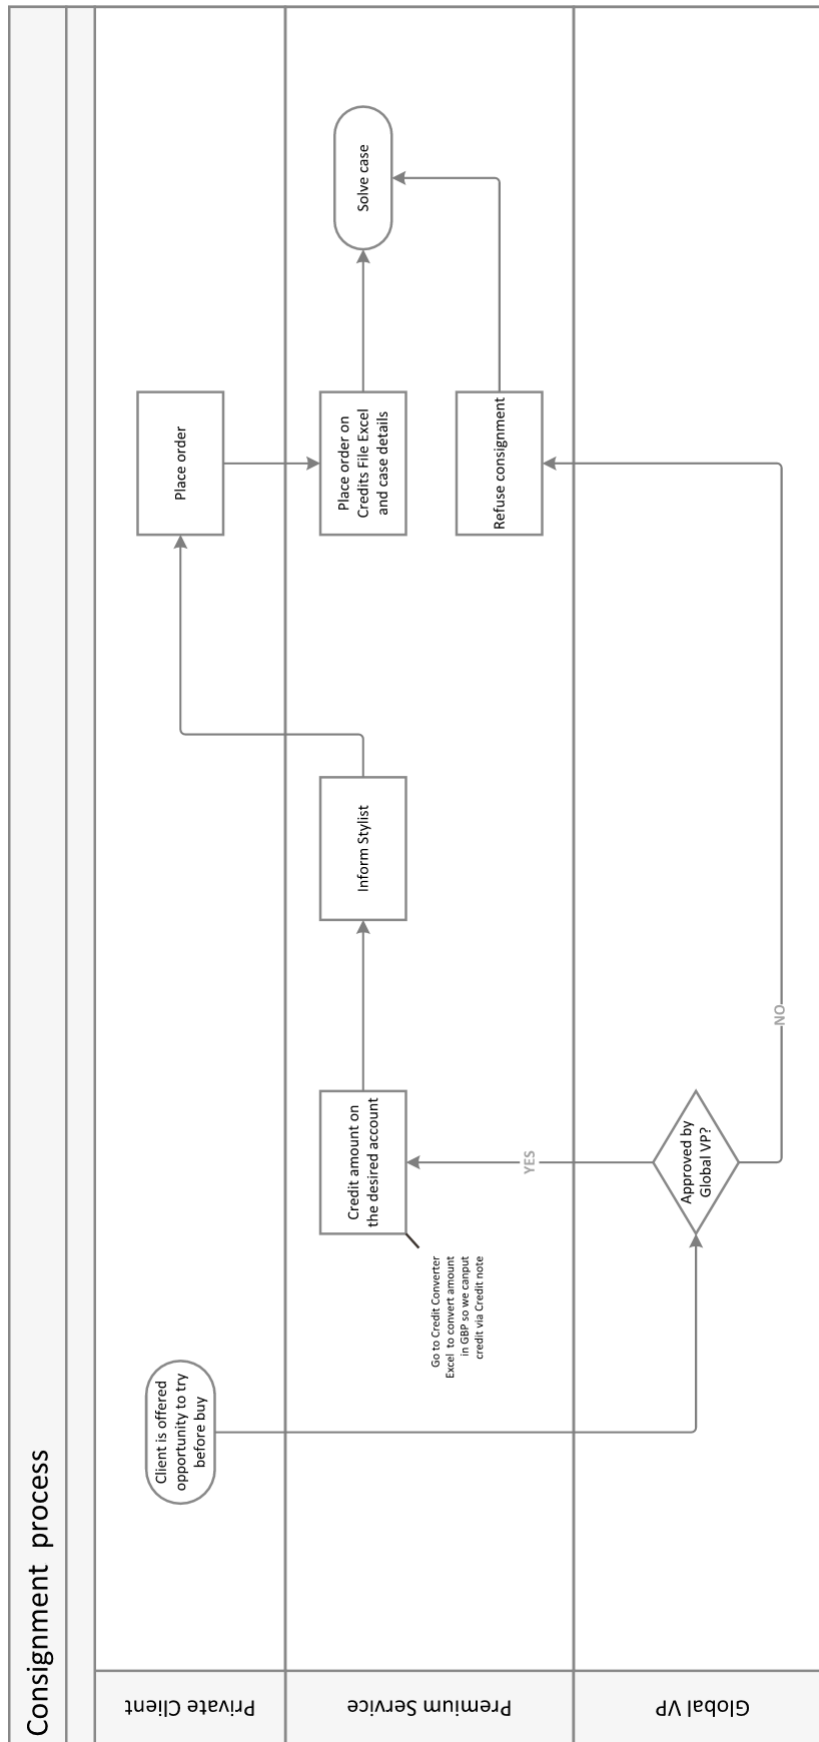 Consignment process
Private Client
Premium Service
Global VP
Client is offered
opportunity to try
before buy
Place order
Credit amount on
the desired account
Go to Credit Converter
Excel to convert amount
in GBP so we canput
credit via Credit note
Inform Stylist
Place order on
Credits File Excel
and case details
Solve case
Refuse consignment
Approved by
Global VP?
YES
NO